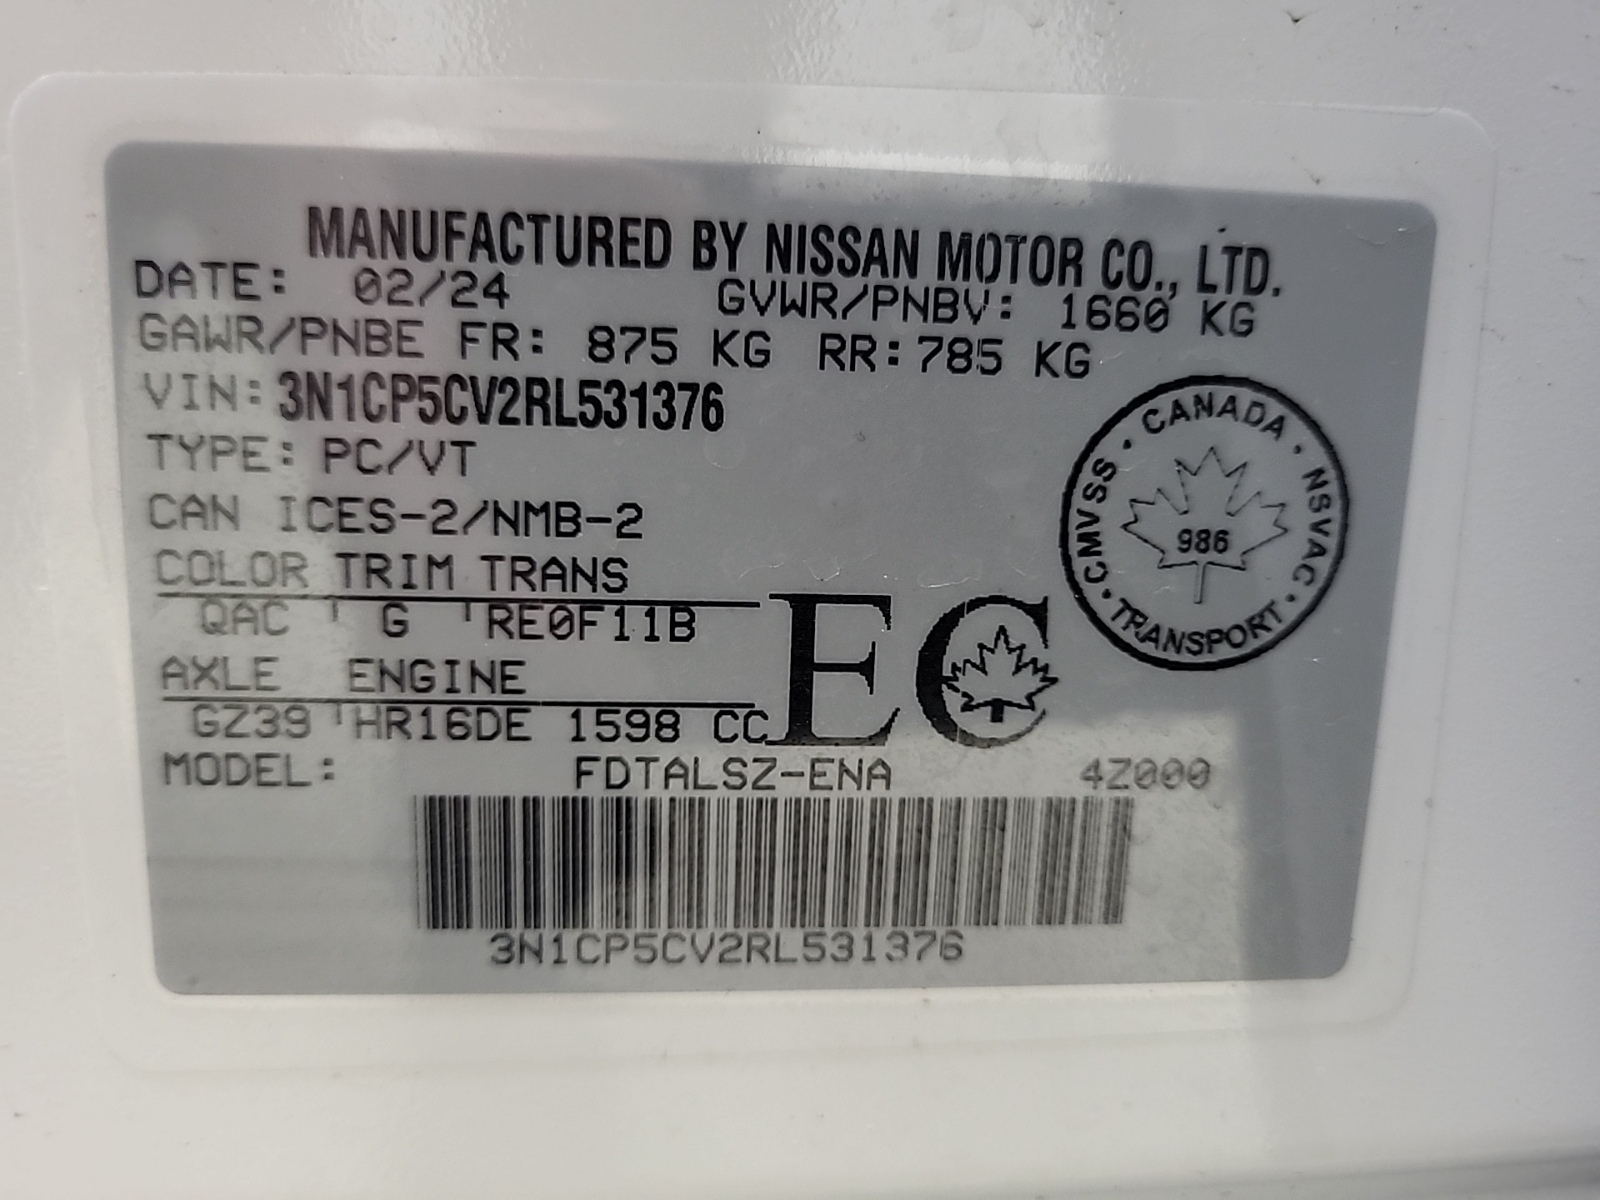 MANUFACTURED BY NISSAN MOTOR CO., LTD.
DATE: 02/24 GVWR/PNBV: 1660 KG
GAWR/PNBE FR: 875 KG RR: 785 KG
VIN: 3N1CP5CV2RL531376
TYPE: PC/VT
CAN ICES-2/NMB-2
COLOR TRIM TRANS
QAC G RE0F11B
AXLE ENGINE
GZ39 HR16DE 1598 CC
EC
CANADA · NSVAC · TRANSPORT · CMVSS ·
986
MODEL: FDTALSZ-ENA 4Z000
3N1CP5CV2RL531376